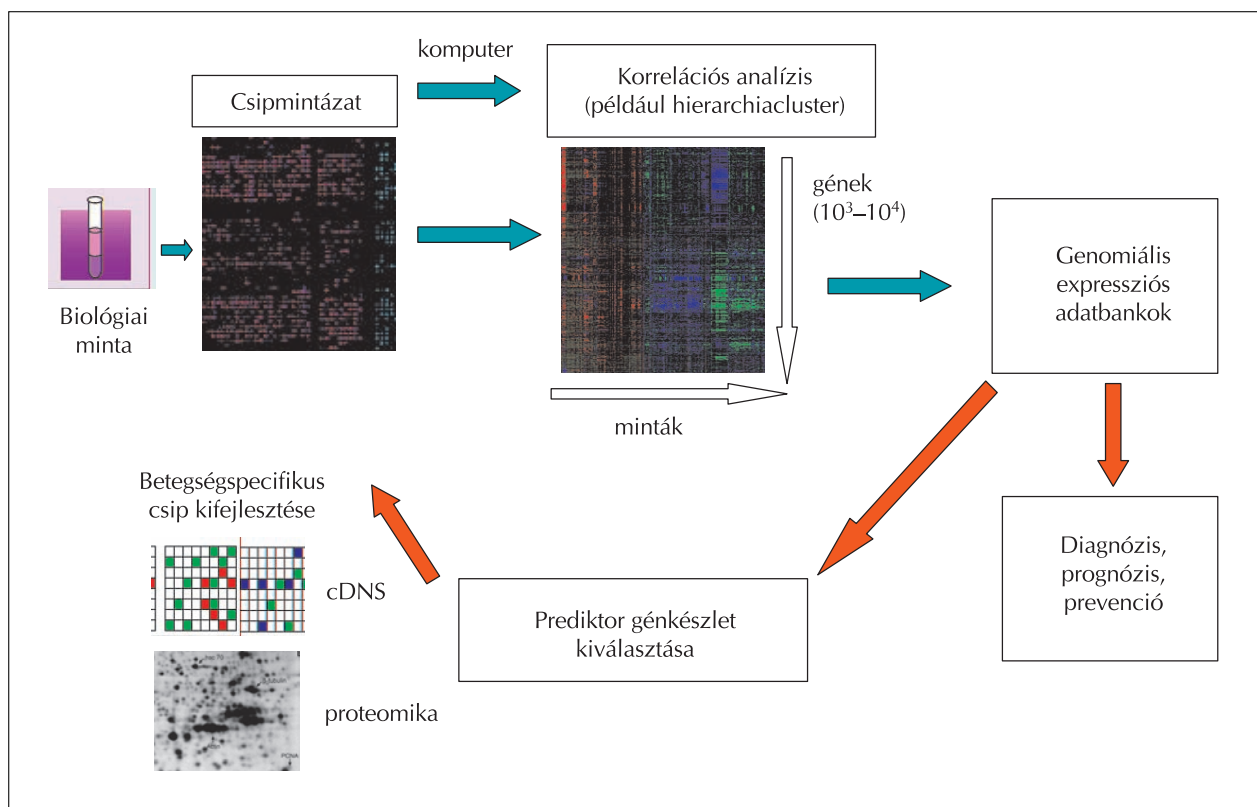 komputer
Csipmintázat
Korrelációs analízis
(például hierarchiacluster)
gének
(10³–10⁴)
Biológiai
minta
minták
Genomiális
expressziós
adatbankok
Betegségspecifikus
csip kifejlesztése
cDNS
proteomika
Prediktor génkészlet
kiválasztása
Diagnózis,
prognózis,
prevenció
PCNA